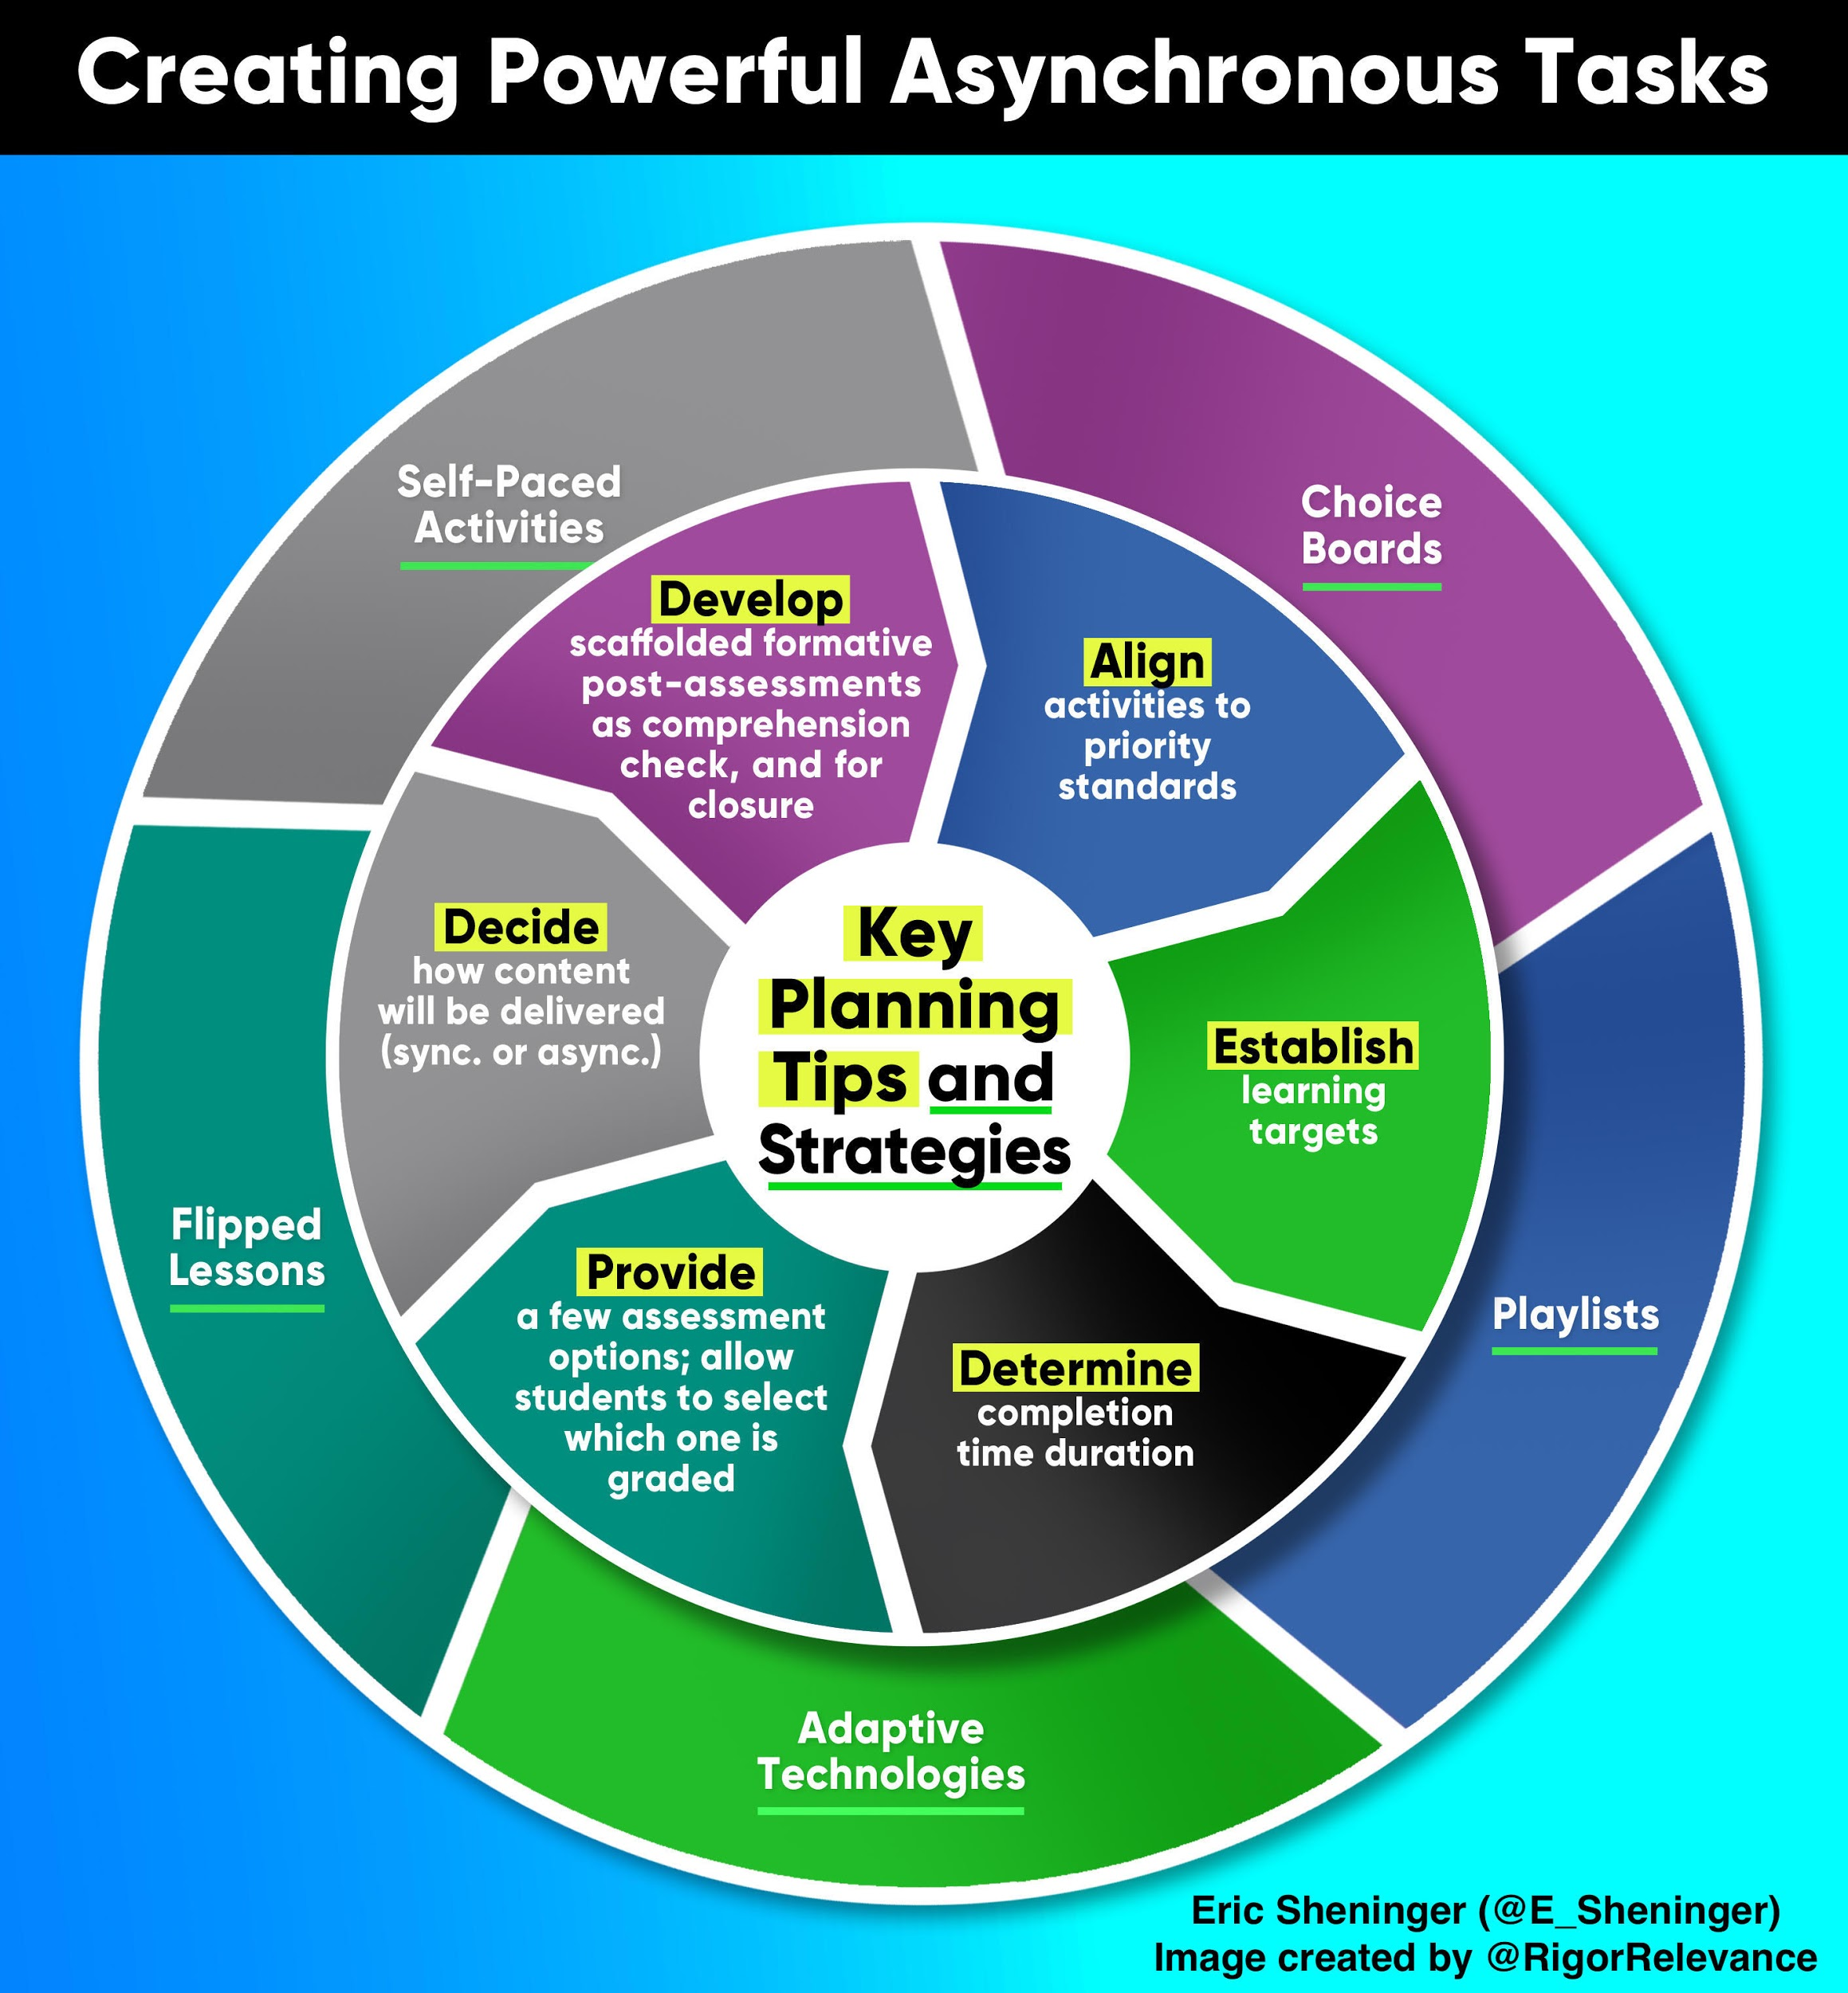 Creating Powerful Asynchronous Tasks
Self-Paced
Activities
Choice
Boards
Develop
scaffolded formative
post-assessments
as comprehension
check, and for
closure
Align
activities to
priority
standards
Decide
how content
will be delivered
(sync. or async.)
Key
Planning
Tips and
Strategies
Establish
learning
targets
Flipped
Lessons
Provide
a few assessment
options; allow
students to select
which one is
graded
Determine
completion
time duration
Playlists
Adaptive
Technologies
Eric Sheninger (@E_Sheninger)
Image created by @RigorRelevance